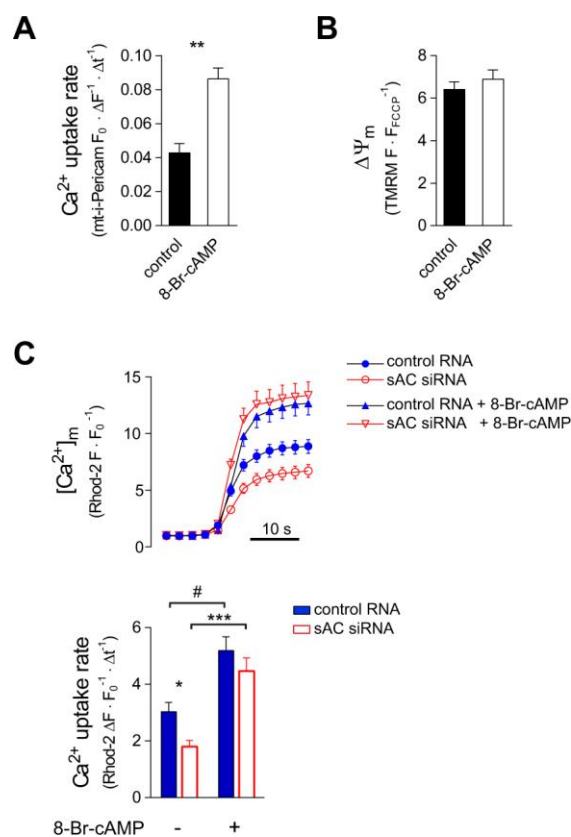 A
**
Ca²⁺ uptake rate
(mt-i-Pericam F₀ · ΔF⁻¹ · Δt⁻¹)
0.10
0.08
0.06
0.04
0.02
0.00
control
8-Br-cAMP
B
ΔΨₘ
(TMRM F · F_FCCP⁻¹)
8
6
4
2
0
control
8-Br-cAMP
C
control RNA
sAC siRNA
control RNA + 8-Br-cAMP
sAC siRNA + 8-Br-cAMP
[Ca²⁺]ₘ
(Rhod-2 F · F₀⁻¹)
15
10
5
0
10 s
#
***
*
control RNA
sAC siRNA
Ca²⁺ uptake rate
(Rhod-2 ΔF · F₀⁻¹ · Δt⁻¹)
6
4
2
0
8-Br-cAMP - +